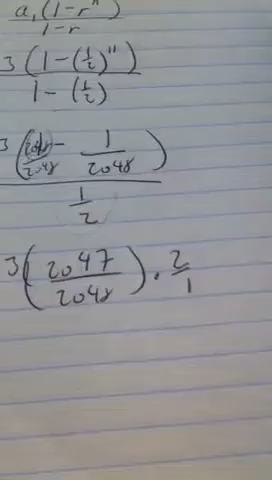 a₁(1-rⁿ)
1-r
3(1-(1/2)¹¹)
1-(1/2)
3(2048/2048 - 1/2048)
1/2
3(2047/2048) · 2/1